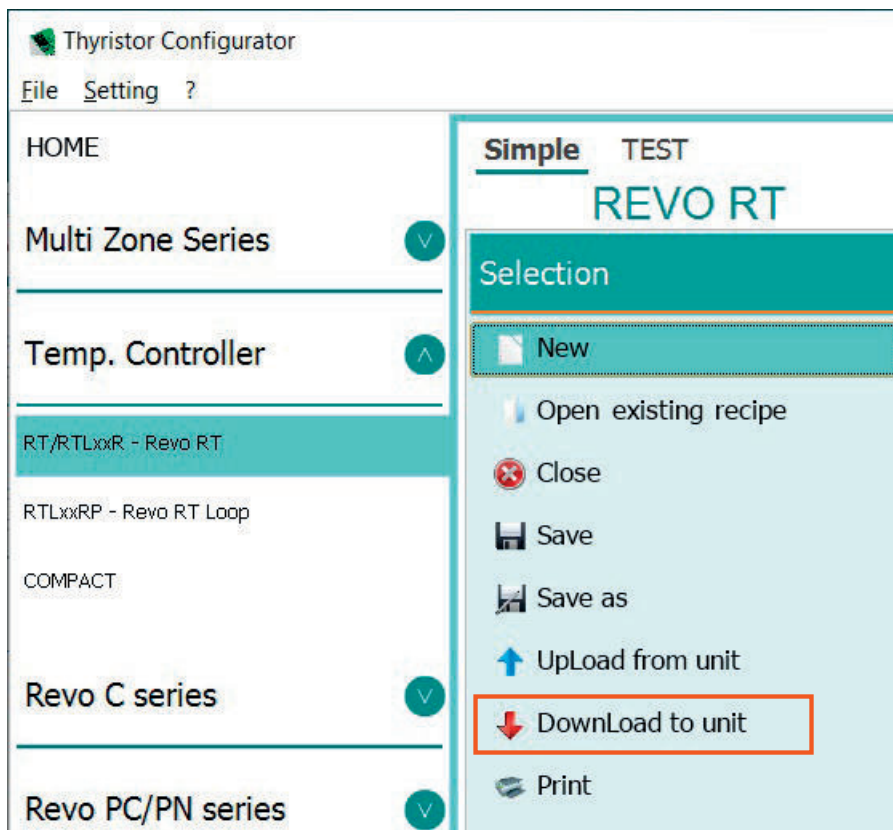 Thyristor Configurator
File Setting ?
HOME
Multi Zone Series
Temp. Controller
RT/RTLxxR - Revo RT
RTLxxRP - Revo RT Loop
COMPACT
Revo C series
Revo PC/PN series
Simple TEST
REVO RT
Selection
New
Open existing recipe
Close
Save
Save as
UpLoad from unit
DownLoad to unit
Print